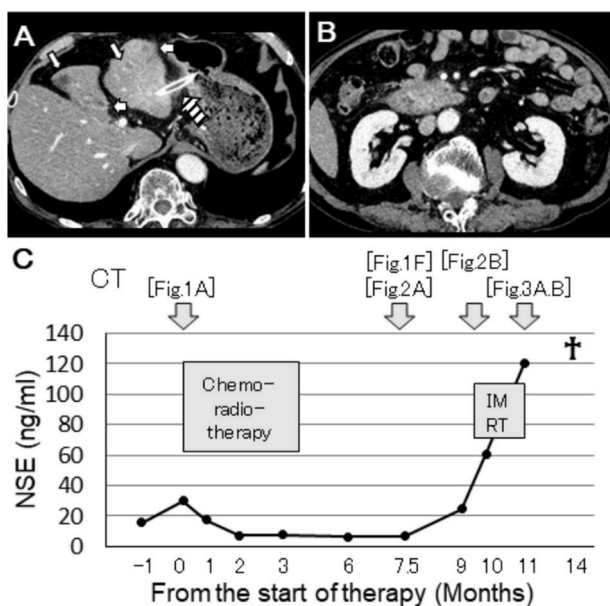 A
B
C
CT
[Fig.1A]
[Fig.1F]
[Fig.2A]
[Fig.2B]
[Fig.3A.B]
NSE (ng/ml)
140
120
100
80
60
40
20
0
Chemo-
radio-
therapy
IM
RT
†
-1 0 1 2 3 6 7.5 9 10 11 14
From the start of therapy (Months)